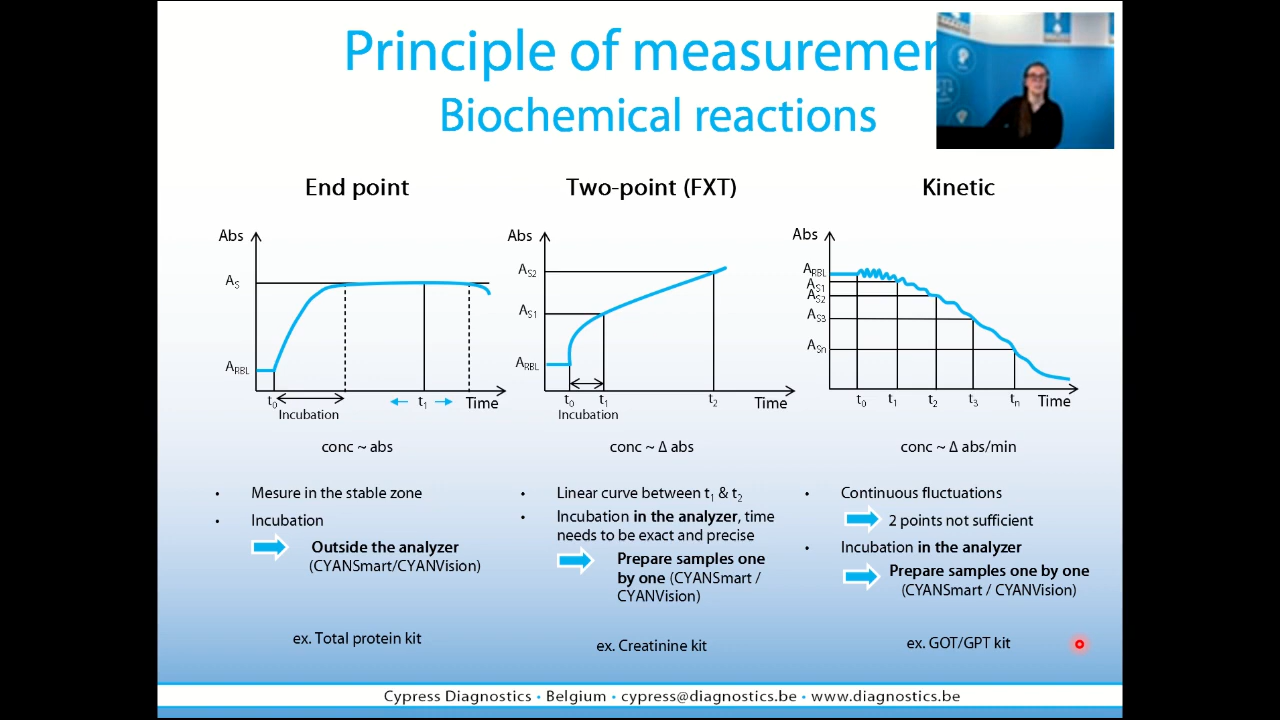 Principle of measuremen
Biochemical reactions
End point
Two-point (FXT)
Kinetic
Abs
A_S
A_RBL
t_0
Incubation
t_1
Time
Abs
A_S2
A_S1
A_RBL
t_0
t_1
t_2
Time
Incubation
Abs
A_RBL
A_S1
A_S2
A_S3
A_Sn
t_0
t_1
t_2
t_3
t_n
Time
conc ~ abs
conc ~ Δ abs
conc ~ Δ abs/min
• Mesure in the stable zone
• Incubation
Outside the analyzer
(CYANSmart/CYANVision)
ex. Total protein kit
• Linear curve between t_1 & t_2
• Incubation in the analyzer, time
needs to be exact and precise
Prepare samples one
by one (CYANSmart /
CYANVision)
ex. Creatinine kit
• Continuous fluctuations
2 points not sufficient
• Incubation in the analyzer
Prepare samples one by one
(CYANSmart / CYANVision)
ex. GOT/GPT kit
Cypress Diagnostics • Belgium • cypress@diagnostics.be • www.diagnostics.be